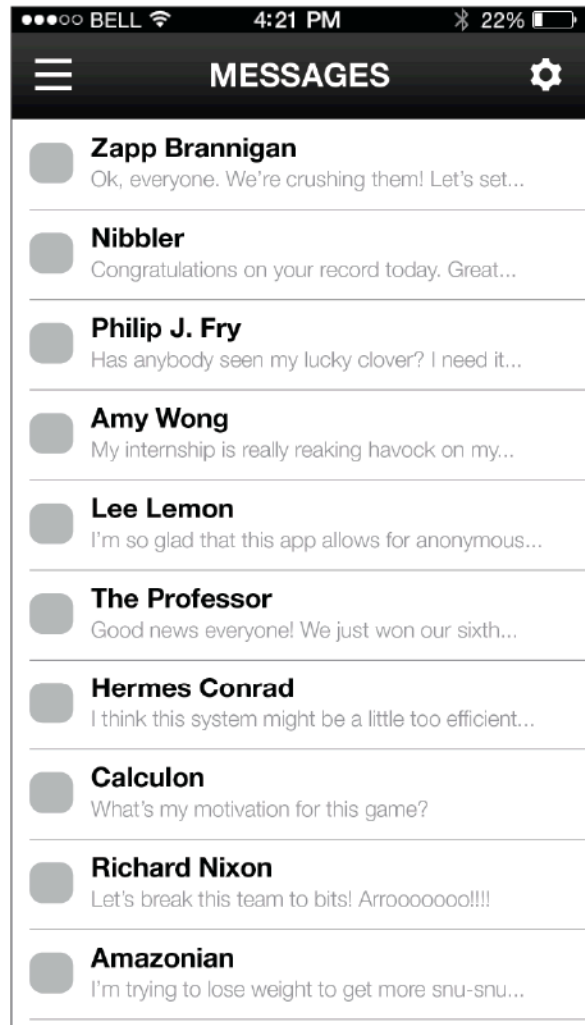 BELL 4:21 PM 22%
MESSAGES
Zapp Brannigan
Ok, everyone. We're crushing them! Let's set...
Nibbler
Congratulations on your record today. Great...
Philip J. Fry
Has anybody seen my lucky clover? I need it...
Amy Wong
My internship is really reaking havock on my...
Lee Lemon
I'm so glad that this app allows for anonymous...
The Professor
Good news everyone! We just won our sixth...
Hermes Conrad
I think this system might be a little too efficient...
Calculon
What's my motivation for this game?
Richard Nixon
Let's break this team to bits! Arrooooooo!!!!
Amazonian
I'm trying to lose weight to get more snu-snu...